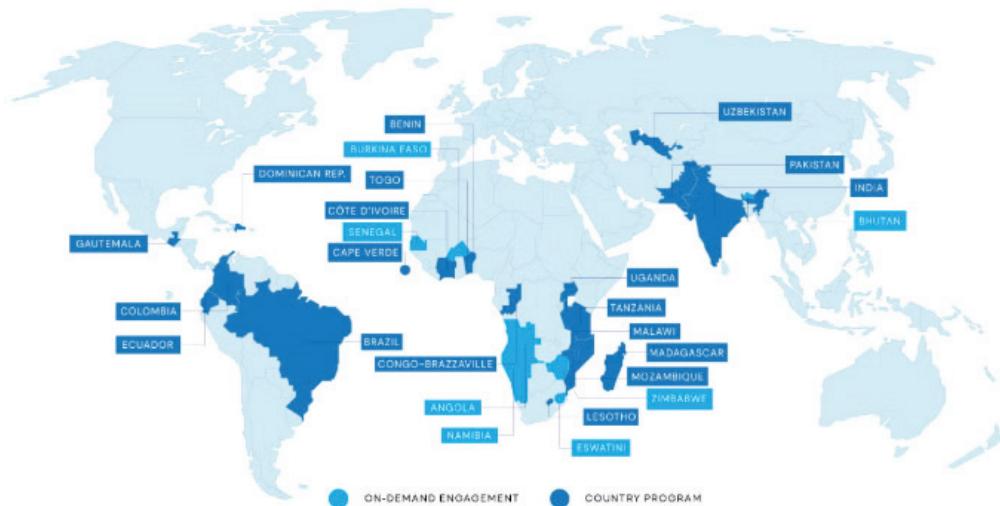 UZBEKISTAN
BENIN
BURKINA FASO
PAKISTAN
DOMINICAN REP.
TOGO
INDIA
CÔTE D'IVOIRE
BHUTAN
SENEGAL
GAUTEMALA
CAPE VERDE
UGANDA
COLOMBIA
TANZANIA
MALAWI
ECUADOR
BRAZIL
MADAGASCAR
CONGO-BRAZZAVILLE
MOZAMBIQUE
ZIMBABWE
ANGOLA
LESOTHO
NAMIBIA
ESWATINI
ON-DEMAND ENGAGEMENT
COUNTRY PROGRAM